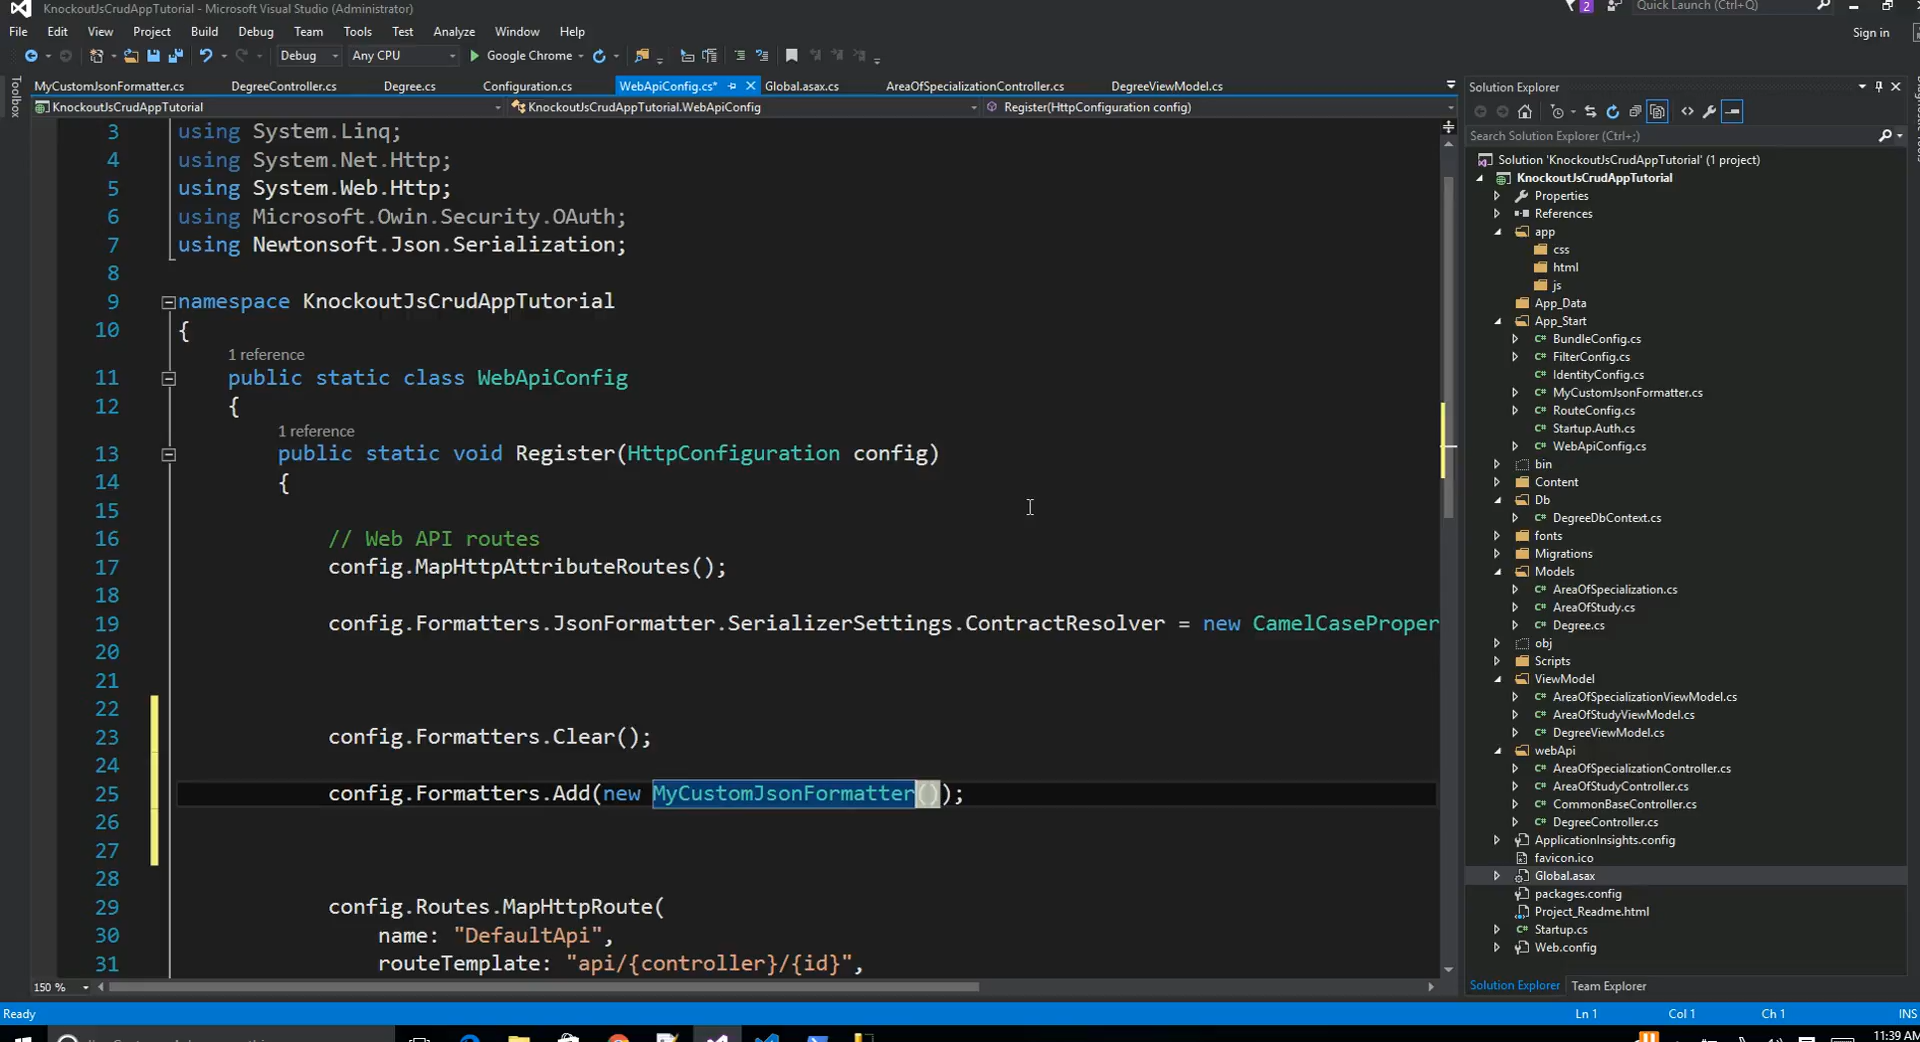 KnockoutJsCrudAppTutorial - Microsoft Visual Studio (Administrator)
2
Quick Launch (Ctrl+Q)
File Edit View Project Build Debug Team Tools Test Analyze Window Help
Sign in
Debug Any CPU Google Chrome
Toolbox
MyCustomJsonFormatter.cs DegreeController.cs Degree.cs Configuration.cs WebApiConfig.cs* Global.asax.cs AreaOfSpecializationController.cs DegreeViewModel.cs
KnockoutJsCrudAppTutorial KnockoutJsCrudAppTutorial.WebApiConfig Register(HttpConfiguration config)
3 using System.Linq;
4 using System.Net.Http;
5 using System.Web.Http;
6 using Microsoft.Owin.Security.OAuth;
7 using Newtonsoft.Json.Serialization;
8
9 namespace KnockoutJsCrudAppTutorial
10 {
1 reference
11 public static class WebApiConfig
12 {
1 reference
13 public static void Register(HttpConfiguration config)
14 {
15
16 // Web API routes
17 config.MapHttpAttributeRoutes();
18
19 config.Formatters.JsonFormatter.SerializerSettings.ContractResolver = new CamelCaseProper
20
21
22
23 config.Formatters.Clear();
24
25 config.Formatters.Add(new MyCustomJsonFormatter());
26
27
28
29 config.Routes.MapHttpRoute(
30 name: "DefaultApi",
31 routeTemplate: "api/{controller}/{id}",
150 %
Solution Explorer
Search Solution Explorer (Ctrl+;)
Solution 'KnockoutJsCrudAppTutorial' (1 project)
KnockoutJsCrudAppTutorial
Properties
References
app
css
html
js
App_Data
App_Start
BundleConfig.cs
FilterConfig.cs
IdentityConfig.cs
MyCustomJsonFormatter.cs
RouteConfig.cs
Startup.Auth.cs
WebApiConfig.cs
bin
Content
Db
DegreeDbContext.cs
fonts
Migrations
Models
AreaOfSpecialization.cs
AreaOfStudy.cs
Degree.cs
obj
Scripts
ViewModel
AreaOfSpecializationViewModel.cs
AreaOfStudyViewModel.cs
DegreeViewModel.cs
webApi
AreaOfSpecializationController.cs
AreaOfStudyController.cs
CommonBaseController.cs
DegreeController.cs
ApplicationInsights.config
favicon.ico
Global.asax
packages.config
Project_Readme.html
Startup.cs
Web.config
Solution Explorer Team Explorer
Ready Ln 1 Col 1 Ch 1 INS
11:39 AM